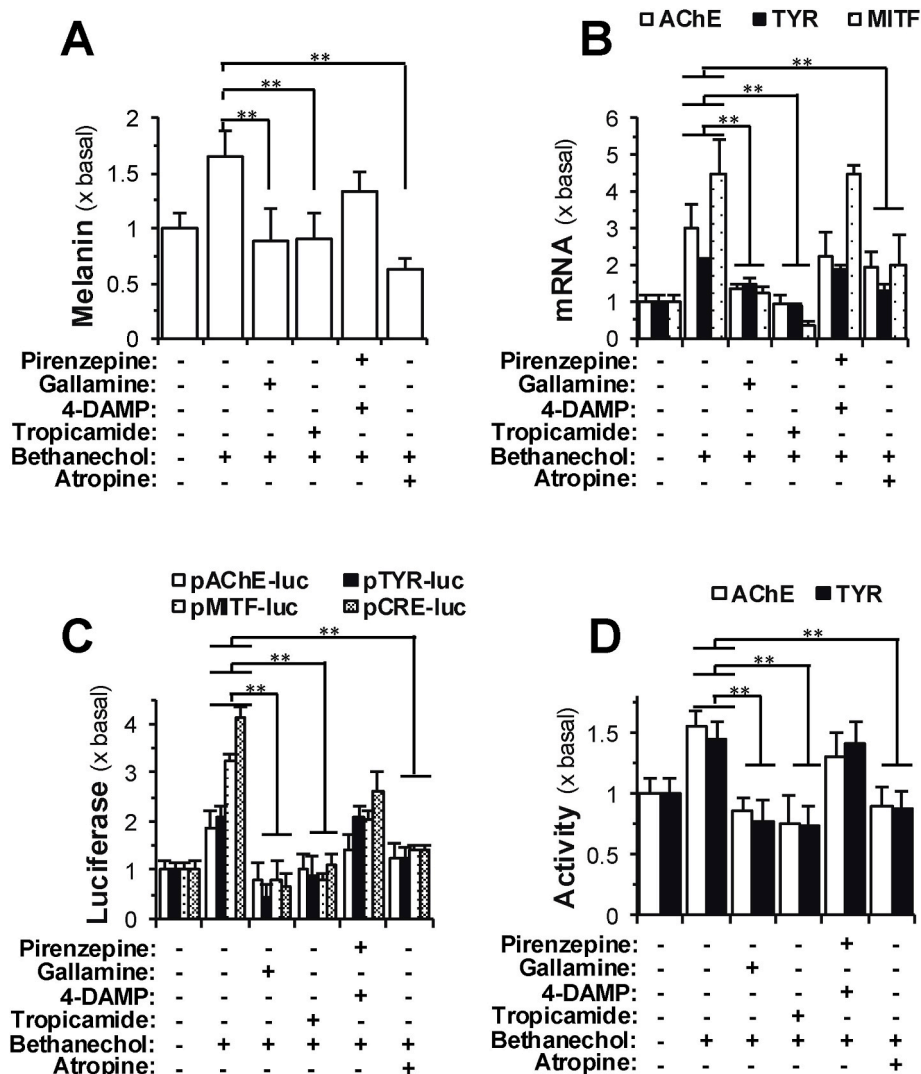 A
**
**
**
2
1.5
1
0.5
0
Melanin (x basal)
Pirenzepine: - - - - + -
Gallamine: - - + - - -
4-DAMP: - - - - + -
Tropicamide: - - - + - -
Bethanechol: - + + + + +
Atropine: - - - - - +
B
AChE TYR MITF
**
**
**
6
5
4
3
2
1
0
mRNA (x basal)
Pirenzepine: - - - - + -
Gallamine: - - + - - -
4-DAMP: - - - - + -
Tropicamide: - - - + - -
Bethanechol: - + + + + +
Atropine: - - - - - +
pAChE-luc pTYR-luc
pMITF-luc pCRE-luc
C
**
**
**
4
3
2
1
0
Luciferase (x basal)
Pirenzepine: - - - - + -
Gallamine: - - + - - -
4-DAMP: - - - - + -
Tropicamide: - - - + - -
Bethanechol: - + + + + +
Atropine: - - - - - +
AChE TYR
D
**
**
**
1.5
1
0.5
0
Activity (x basal)
Pirenzepine: - - - - + -
Gallamine: - - + - - -
4-DAMP: - - - - + -
Tropicamide: - - - + - -
Bethanechol: - + + + + +
Atropine: - - - - - +